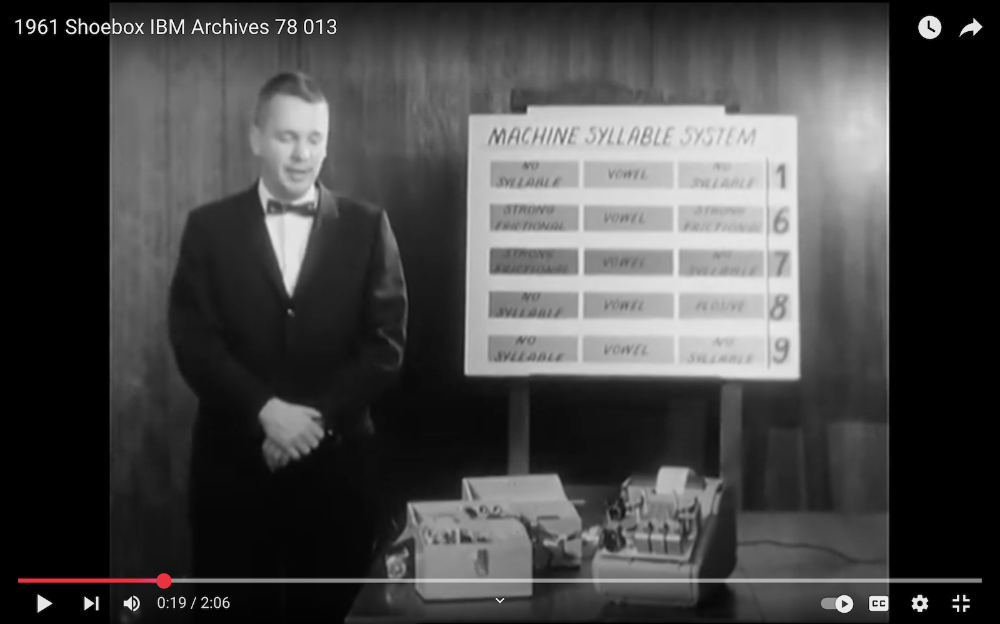 1961 Shoebox IBM Archives 78 013
MACHINE SYLLABLE SYSTEM
NO
SYLLABLE
VOWEL
NO
SYLLABLE
1
STRONG
FRICTIONAL
VOWEL
STRONG
FRICTIONAL
6
STRONG
FRICTIONAL
VOWEL
NO
SYLLABLE
7
NO
SYLLABLE
VOWEL
PLOSIVE
8
NO
SYLLABLE
VOWEL
NO
SYLLABLE
9
0:19 / 2:06
CC